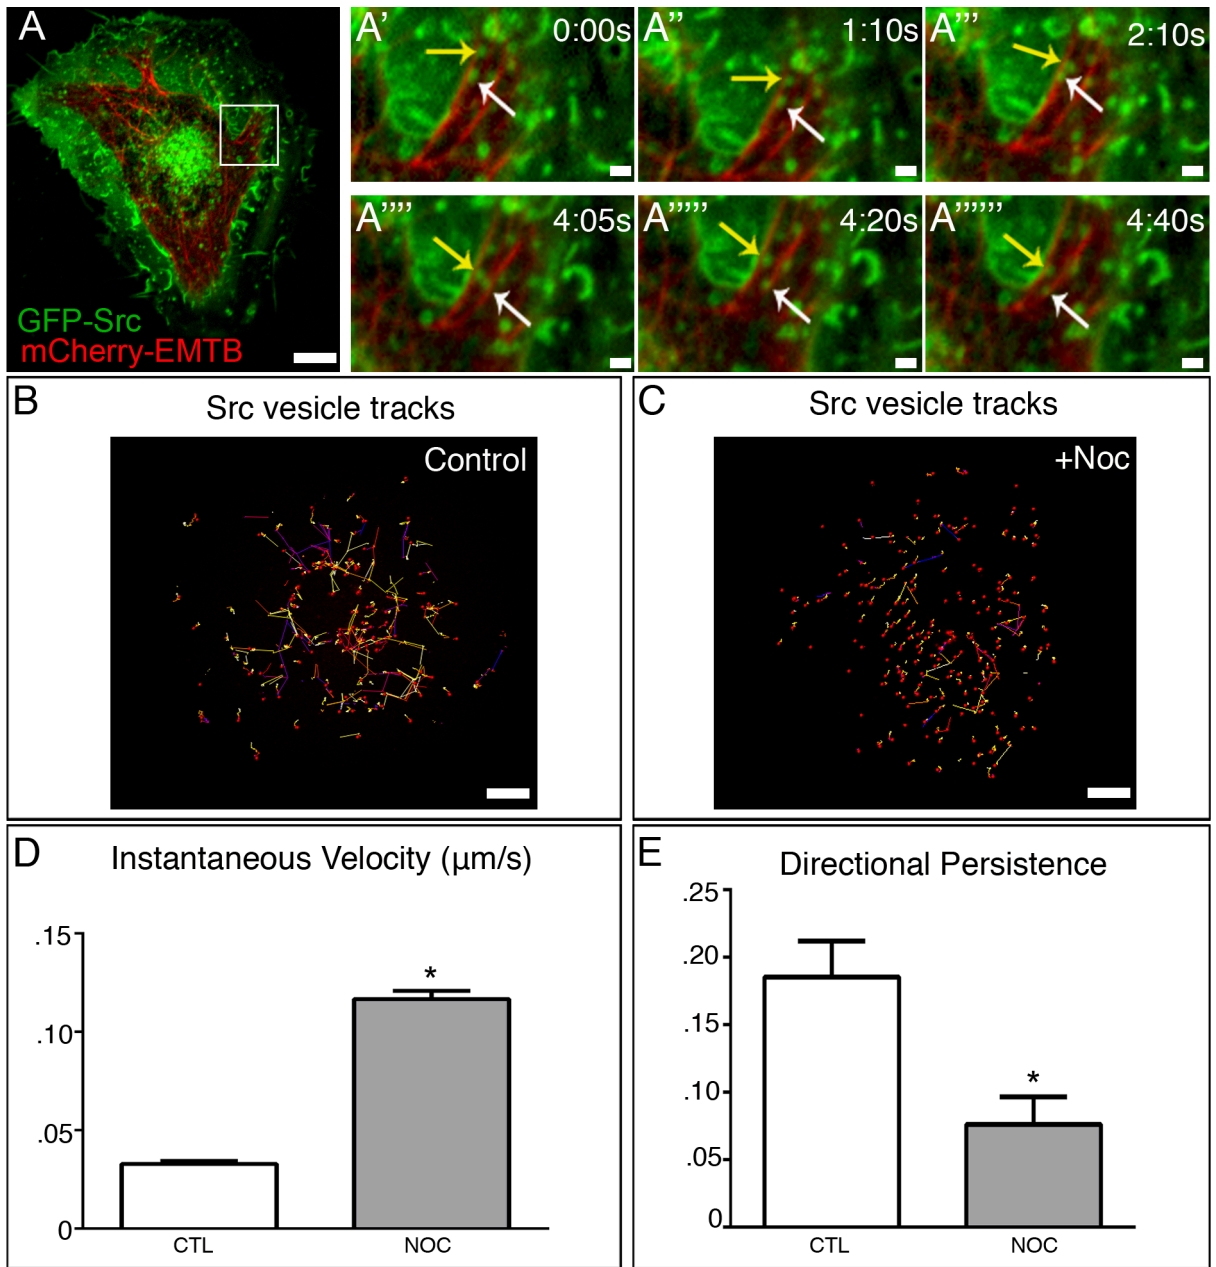 A
GFP-Src
mCherry-EMTB
A' 0:00s
A'' 1:10s
A''' 2:10s
A'''' 4:05s
A''''' 4:20s
A'''''' 4:40s
B
Src vesicle tracks
Control
C
Src vesicle tracks
+Noc
D
Instantaneous Velocity (µm/s)
.15
.10
.05
0
*
CTL NOC
E
Directional Persistence
.25
.20
.15
.10
.05
0
*
CTL NOC